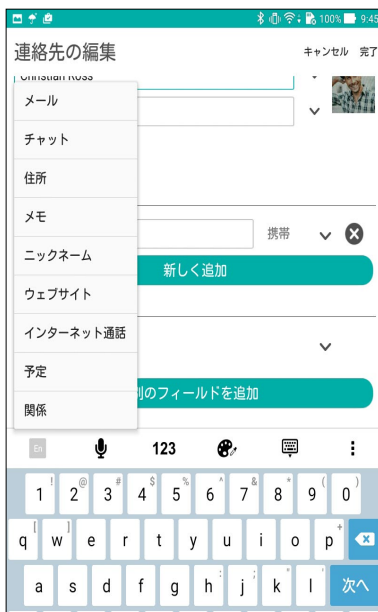 100% 9:45
連絡先の編集
キャンセル 完了
Christian Ross
メール
チャット
住所
メモ
携帯
ニックネーム
新しく追加
ウェブサイト
インターネット通話
予定
別のフィールドを追加
関係
En 123
1 ! 2 @ 3 # 4 $ 5 % 6 ^ 7 & 8 * 9 ( 0 )
q [ w ] e r t y u i o p +
a s d f g h : j ; k ' l " 次へ